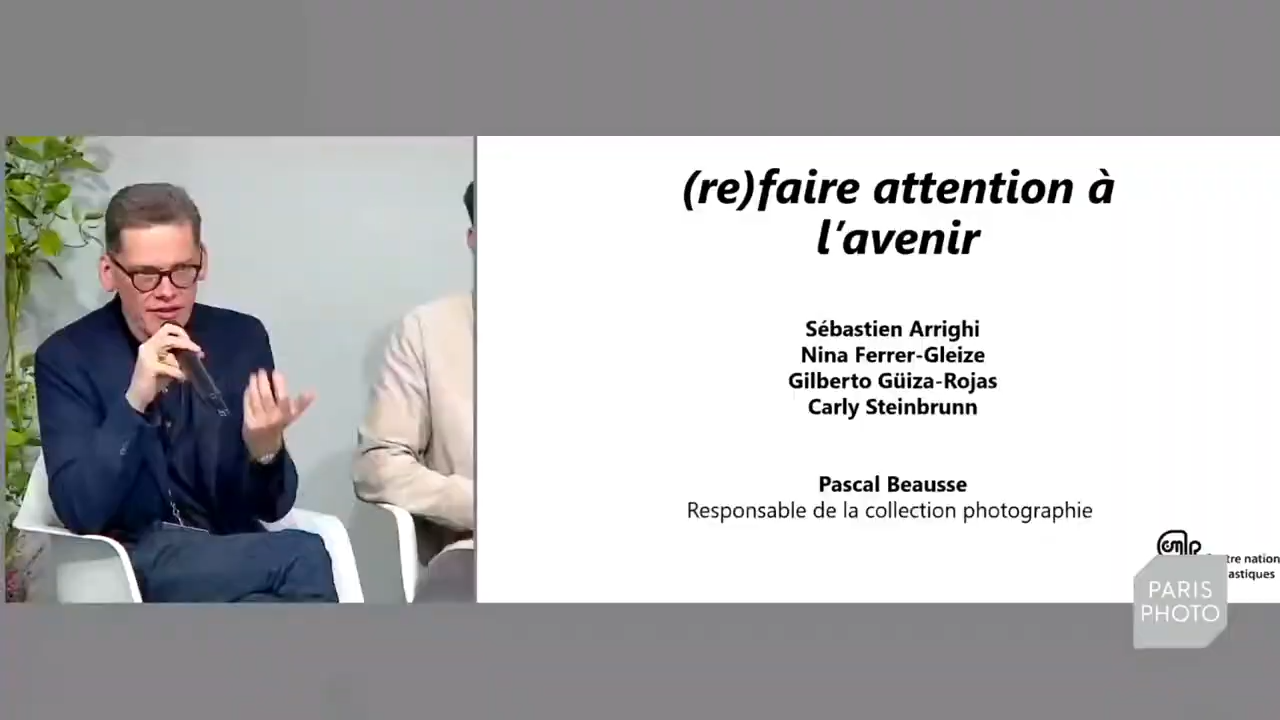 (re)faire attention à
l'avenir
Sébastien Arrighi
Nina Ferrer-Gleize
Gilberto Güiza-Rojas
Carly Steinbrunn
Pascal Beausse
Responsable de la collection photographie
cnap
PARIS
PHOTO